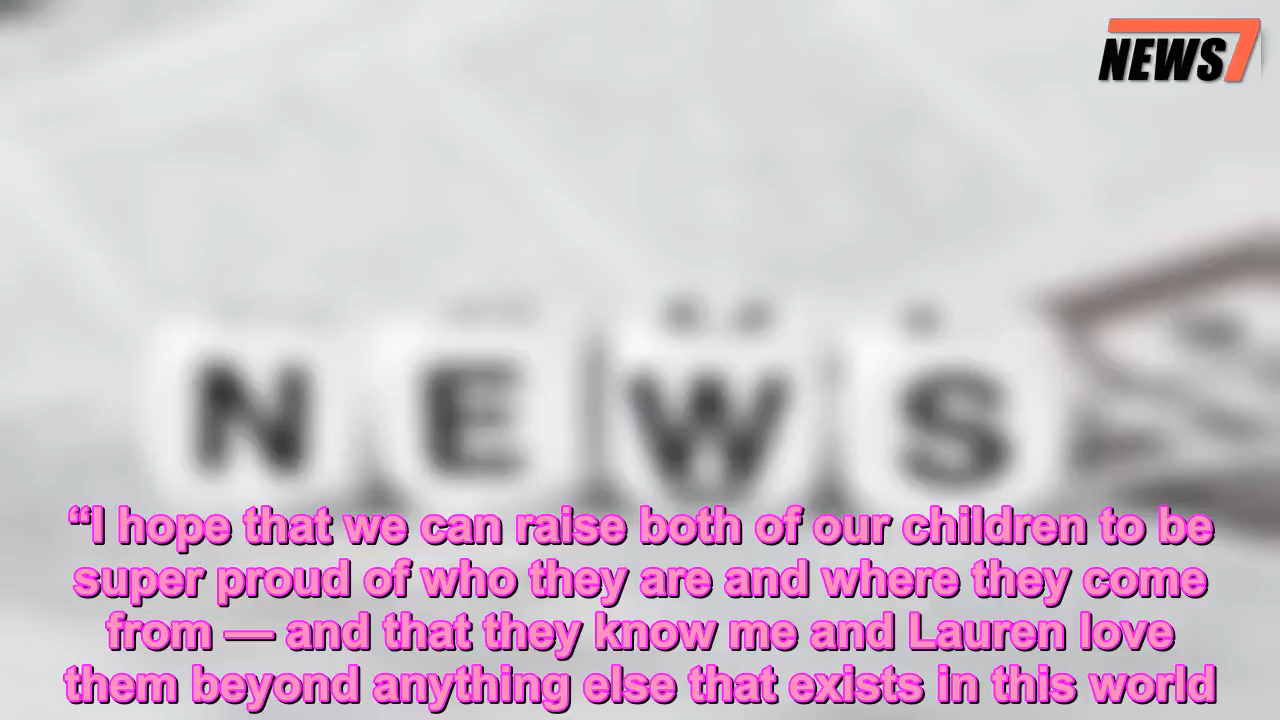 NEWS7
NEWS
“I hope that we can raise both of our children to be
super proud of who they are and where they come
from — and that they know me and Lauren love
them beyond anything else that exists in this world